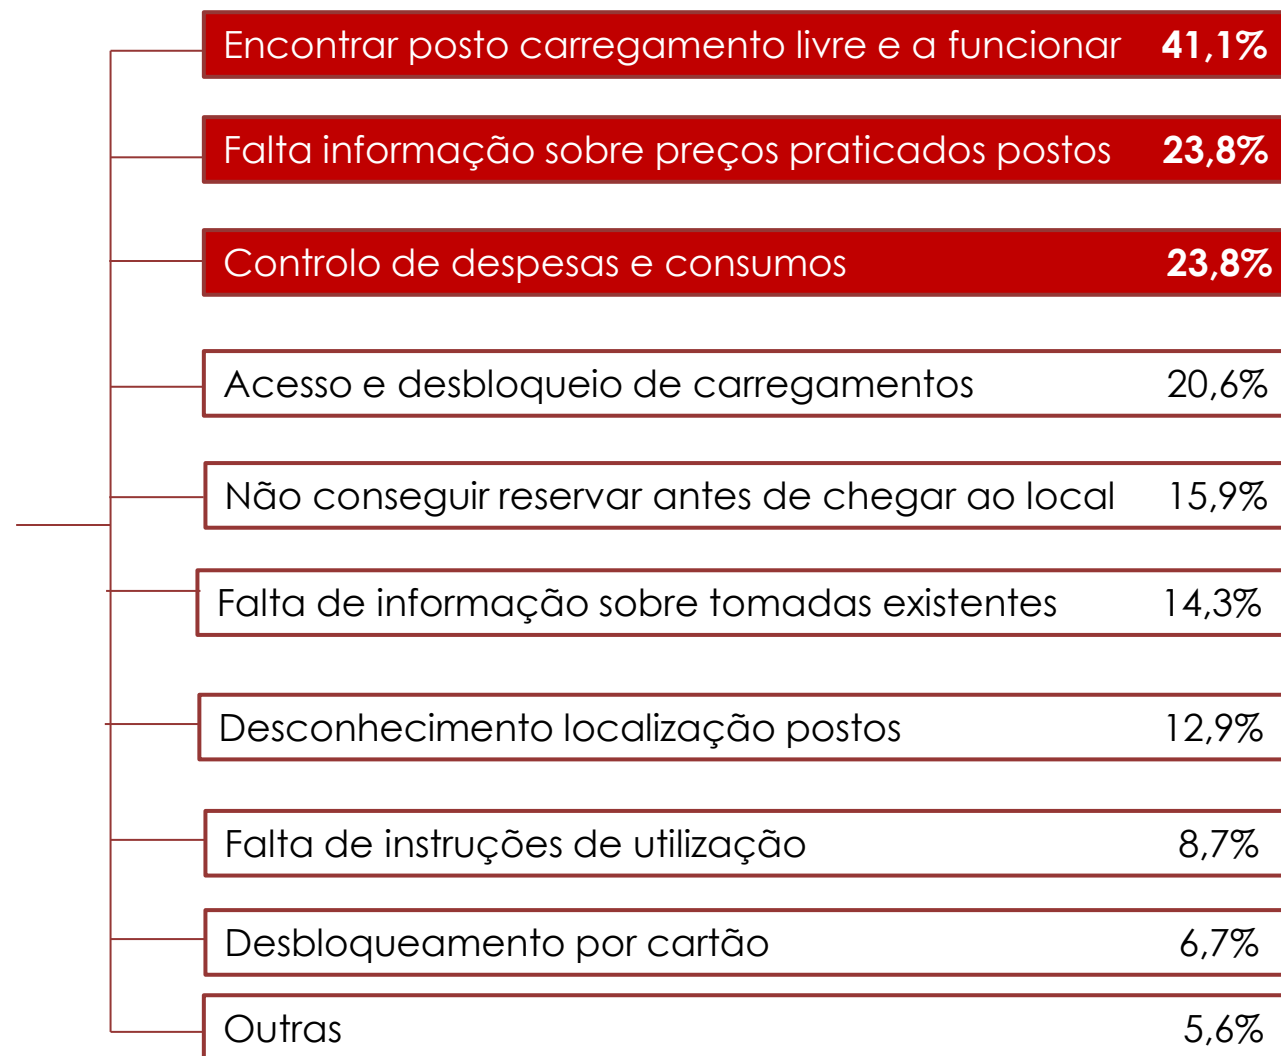 Encontrar posto carregamento livre e a funcionar 41,1%
Falta informação sobre preços praticados postos 23,8%
Controlo de despesas e consumos 23,8%
Acesso e desbloqueio de carregamentos 20,6%
Não conseguir reservar antes de chegar ao local 15,9%
Falta de informação sobre tomadas existentes 14,3%
Desconhecimento localização postos 12,9%
Falta de instruções de utilização 8,7%
Desbloqueamento por cartão 6,7%
Outras 5,6%